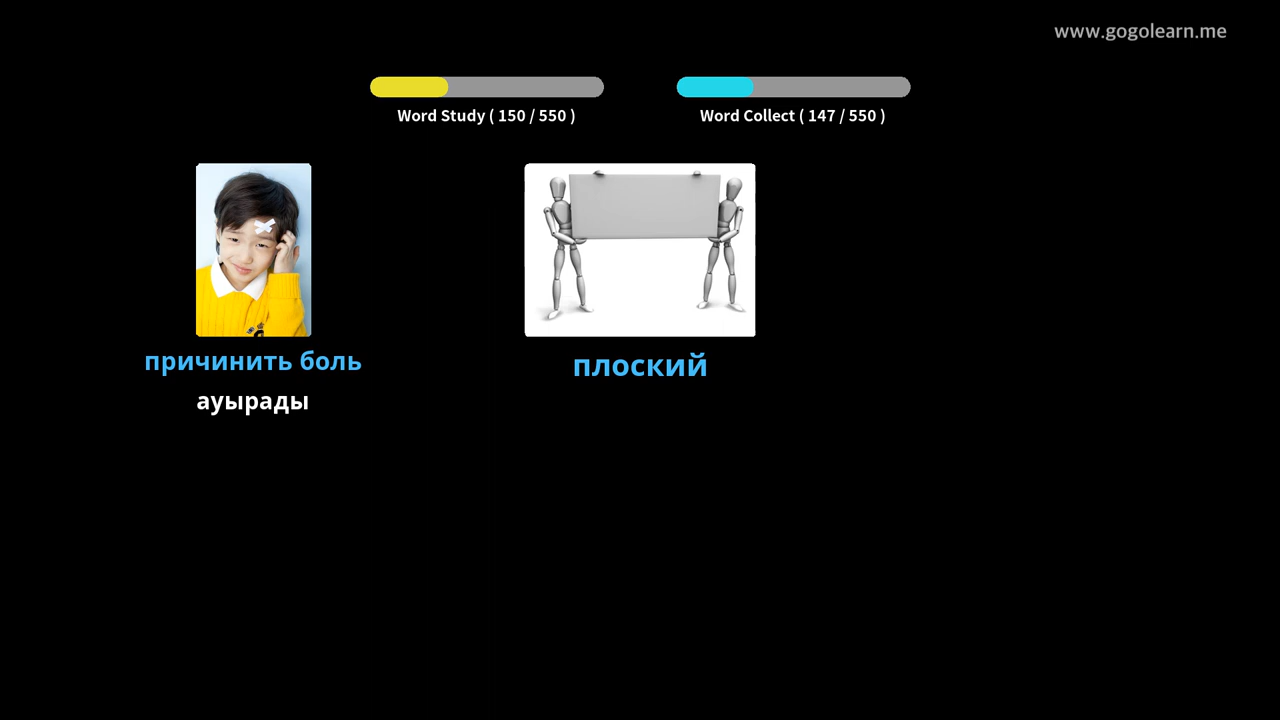 www.gogolearn.me
Word Study ( 150 / 550 )
Word Collect ( 147 / 550 )
причинить боль
ауырады
плоский